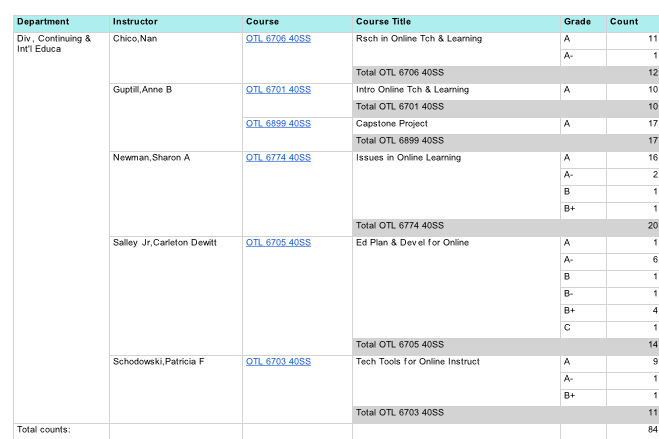 Department Instructor Course Course Title Grade Count
Div, Continuing & Chico,Nan OTL 6706 40SS Rsch in Online Tch & Learning A 11
Int'l Educa
A- 1
Total OTL 6706 40SS 12
Guptill,Anne B OTL 6701 40SS Intro Online Tch & Learning A 10
Total OTL 6701 40SS 10
OTL 6899 40SS Capstone Project A 17
Total OTL 6899 40SS 17
Newman,Sharon A OTL 6774 40SS Issues in Online Learning A 16
A- 2
B 1
B+ 1
Total OTL 6774 40SS 20
Salley Jr,Carleton Dewitt OTL 6705 40SS Ed Plan & Devel for Online A 1
A- 6
B 1
B- 1
B+ 4
C 1
Total OTL 6705 40SS 14
Schodowski,Patricia F OTL 6703 40SS Tech Tools for Online Instruct A 9
A- 1
B+ 1
Total OTL 6703 40SS 11
Total counts: 84